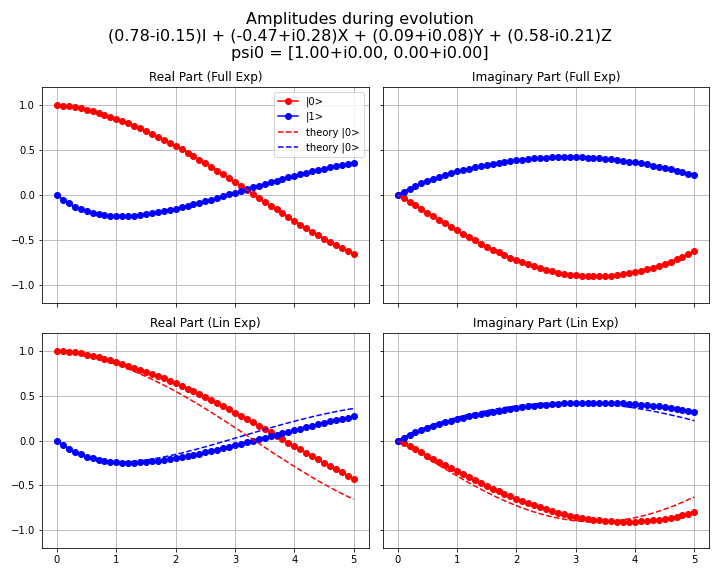 Amplitudes during evolution
(0.78-i0.15)I + (-0.47+i0.28)X + (0.09+i0.08)Y + (0.58-i0.21)Z
psi0 = [1.00+i0.00, 0.00+i0.00]
Real Part (Full Exp)
Imaginary Part (Full Exp)
1.0
0.5
0.0
−0.5
−1.0
|0>
|1>
theory |0>
theory |0>
Real Part (Lin Exp)
Imaginary Part (Lin Exp)
1.0
0.5
0.0
−0.5
−1.0
0 1 2 3 4 5
0 1 2 3 4 5